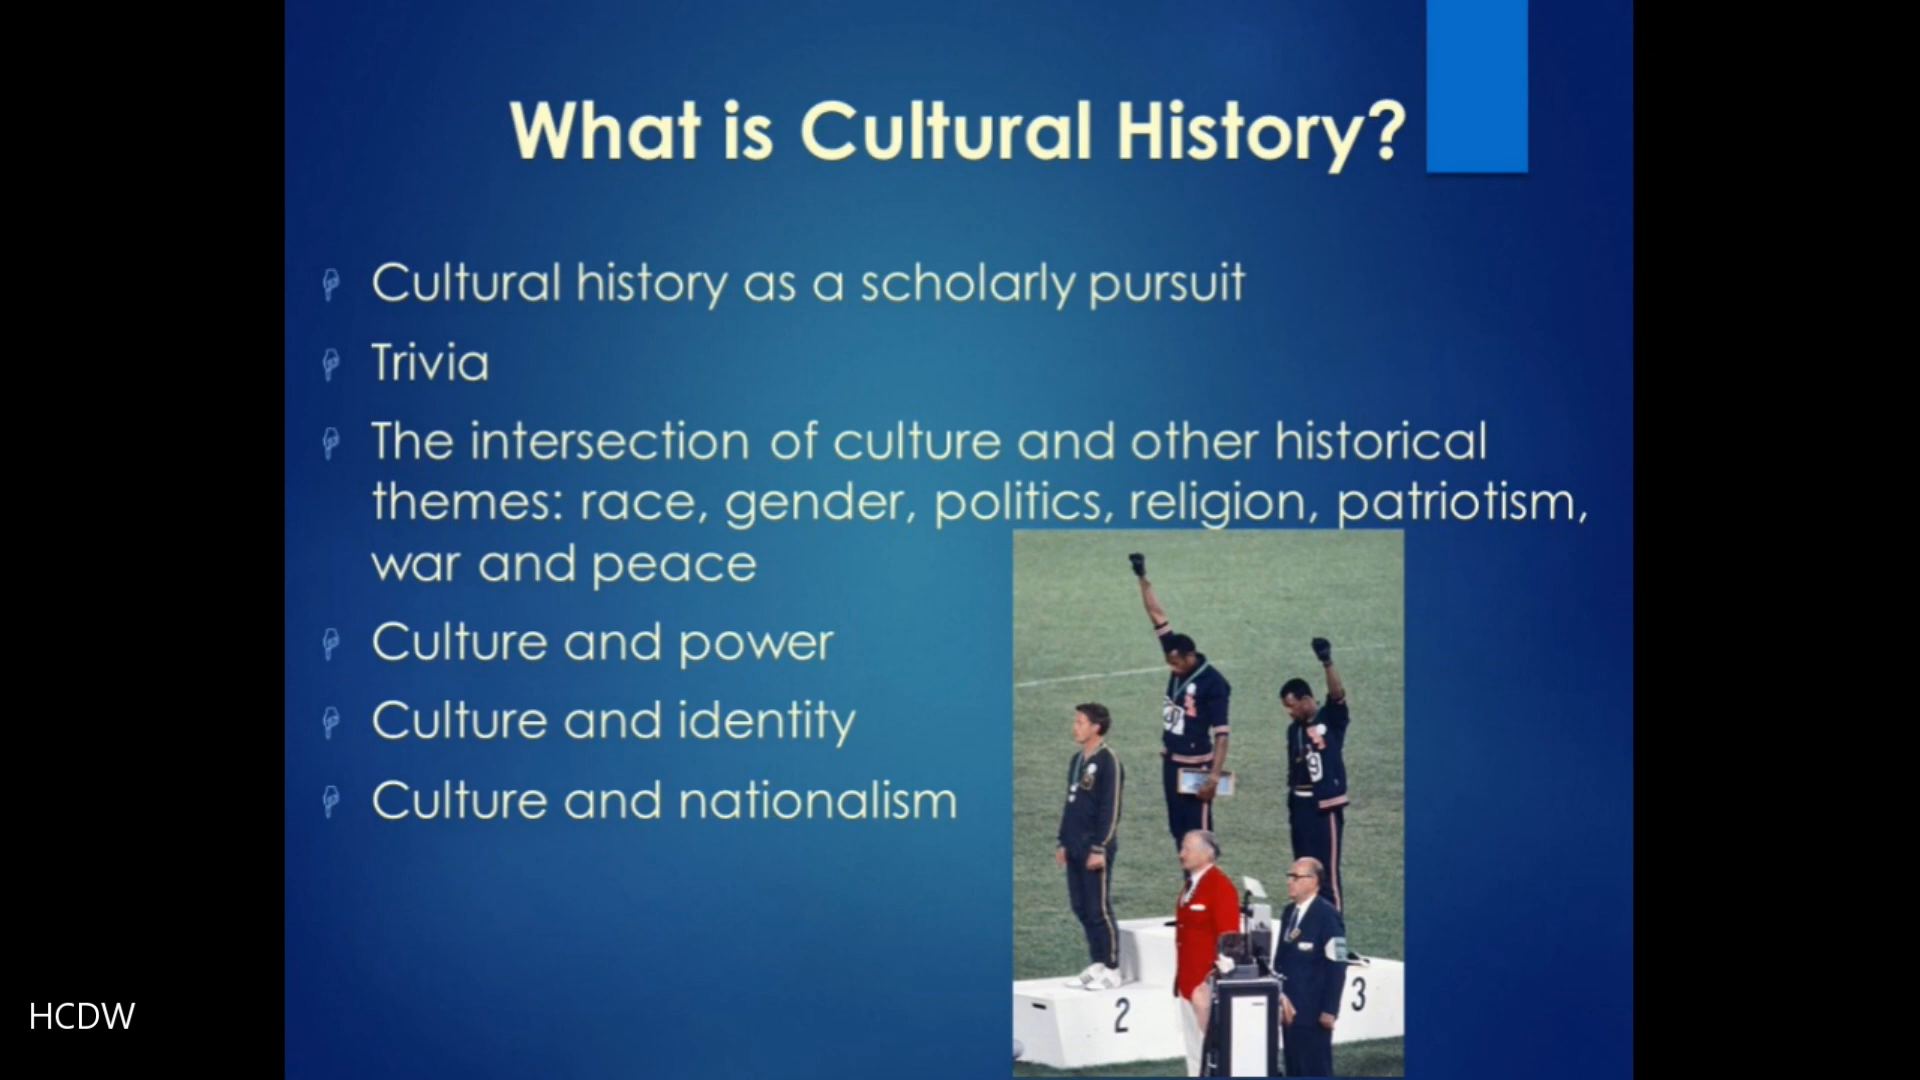 What is Cultural History?
Cultural history as a scholarly pursuit
Trivia
The intersection of culture and other historical
themes: race, gender, politics, religion, patriotism,
war and peace
Culture and power
Culture and identity
Culture and nationalism
9
2
3
HCDW